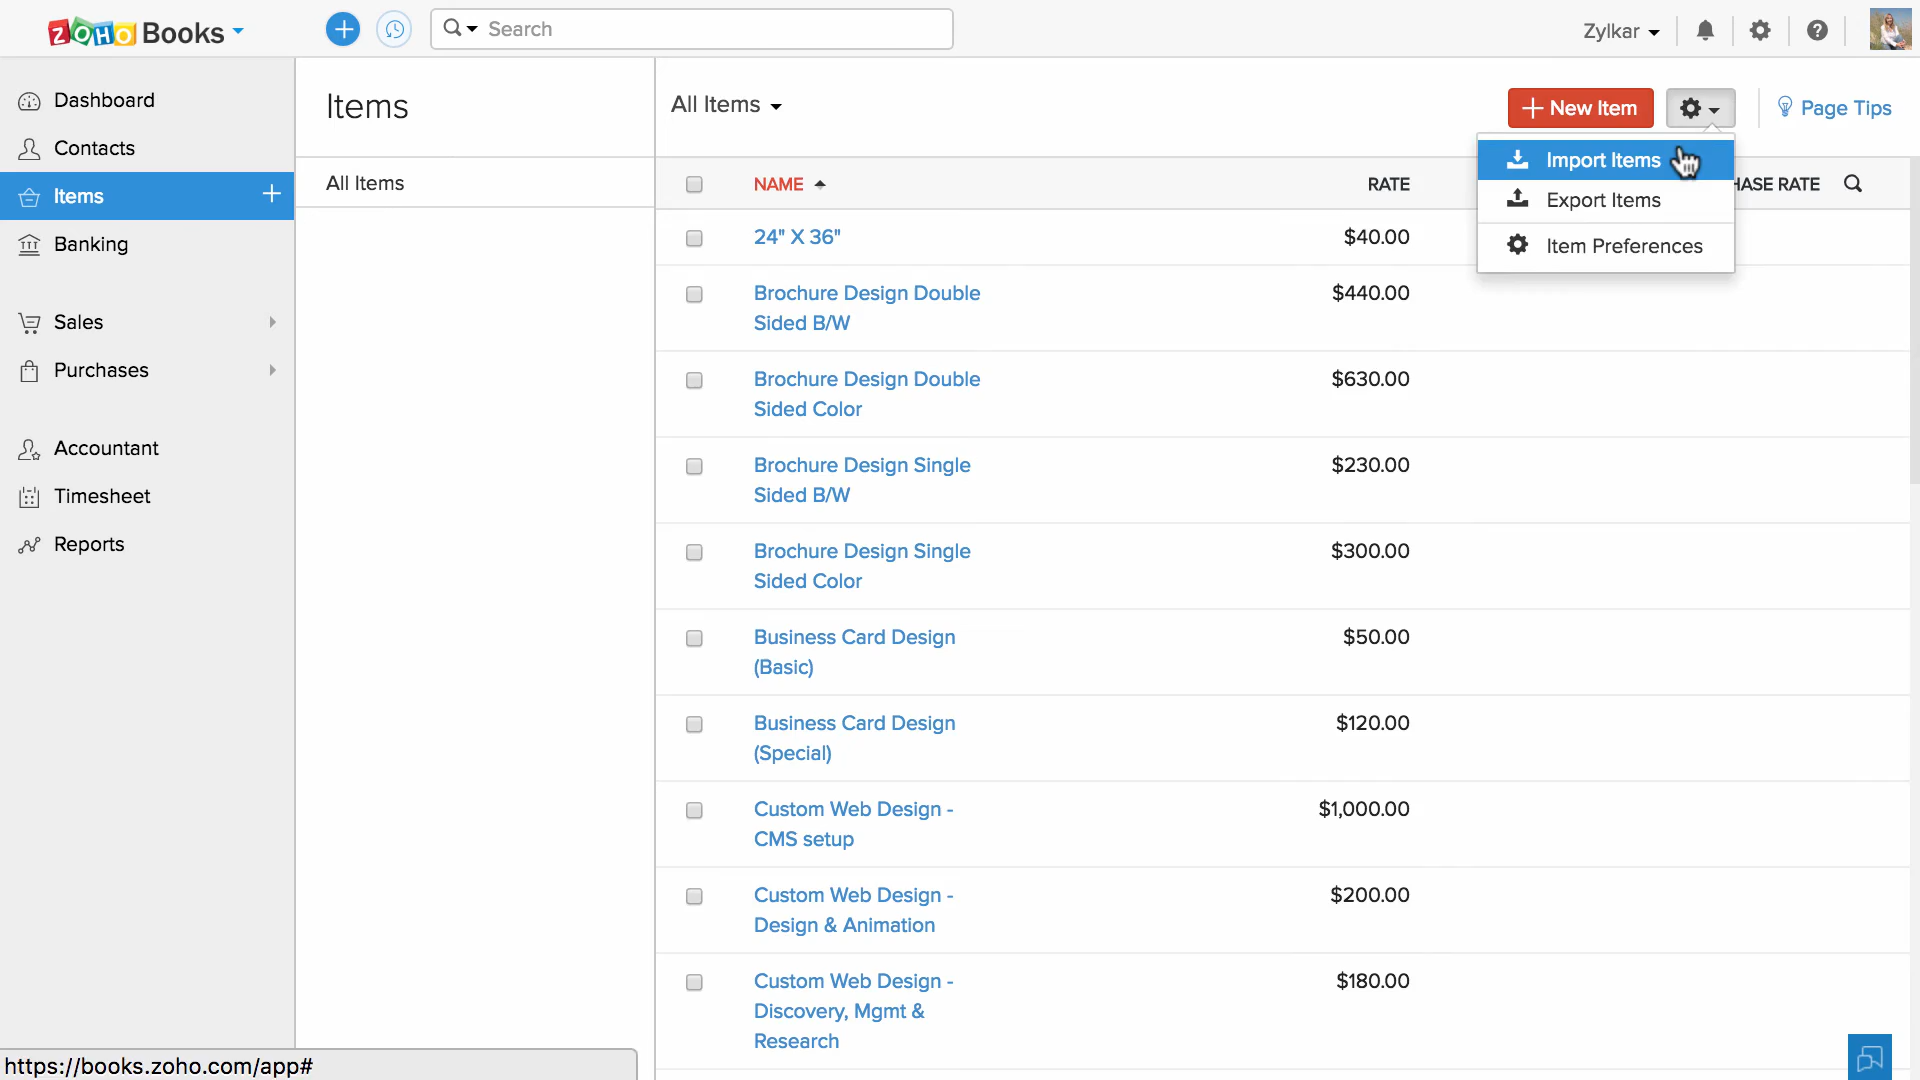 ZOHO Books
Search
Zylkar
Dashboard
Contacts
Items
Banking
Sales
Purchases
Accountant
Timesheet
Reports
Items
All Items
All Items
New Item
Page Tips
Import Items
Export Items
Item Preferences
NAME RATE HASE RATE
24" X 36" $40.00
Brochure Design Double $440.00
Sided B/W
Brochure Design Double $630.00
Sided Color
Brochure Design Single $230.00
Sided B/W
Brochure Design Single $300.00
Sided Color
Business Card Design $50.00
(Basic)
Business Card Design $120.00
(Special)
Custom Web Design - $1,000.00
CMS setup
Custom Web Design - $200.00
Design & Animation
Custom Web Design - $180.00
Discovery, Mgmt &
Research
https://books.zoho.com/app#